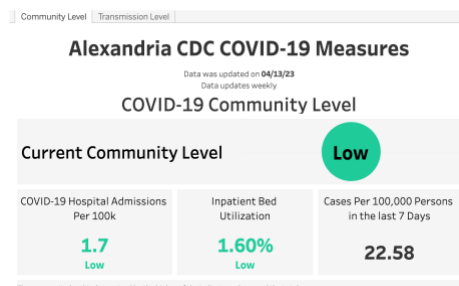 Community Level Transmission Level
Alexandria CDC COVID-19 Measures
Data was updated on 04/13/23
Data updates weekly
COVID-19 Community Level
Current Community Level Low
COVID-19 Hospital Admissions
Per 100k
1.7
Low
Inpatient Bed
Utilization
1.60%
Low
Cases Per 100,000 Persons
in the last 7 Days
22.58